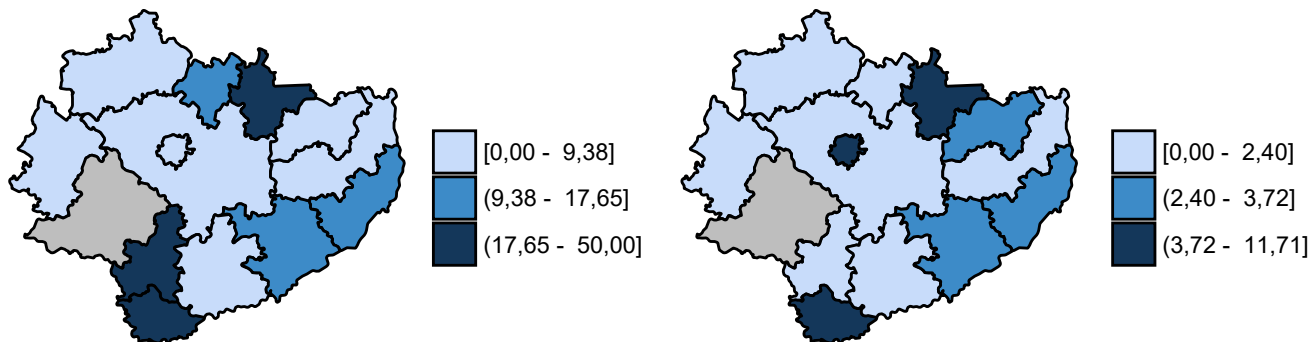 [0,00 - 9,38]
(9,38 - 17,65]
(17,65 - 50,00]
[0,00 - 2,40]
(2,40 - 3,72]
(3,72 - 11,71]